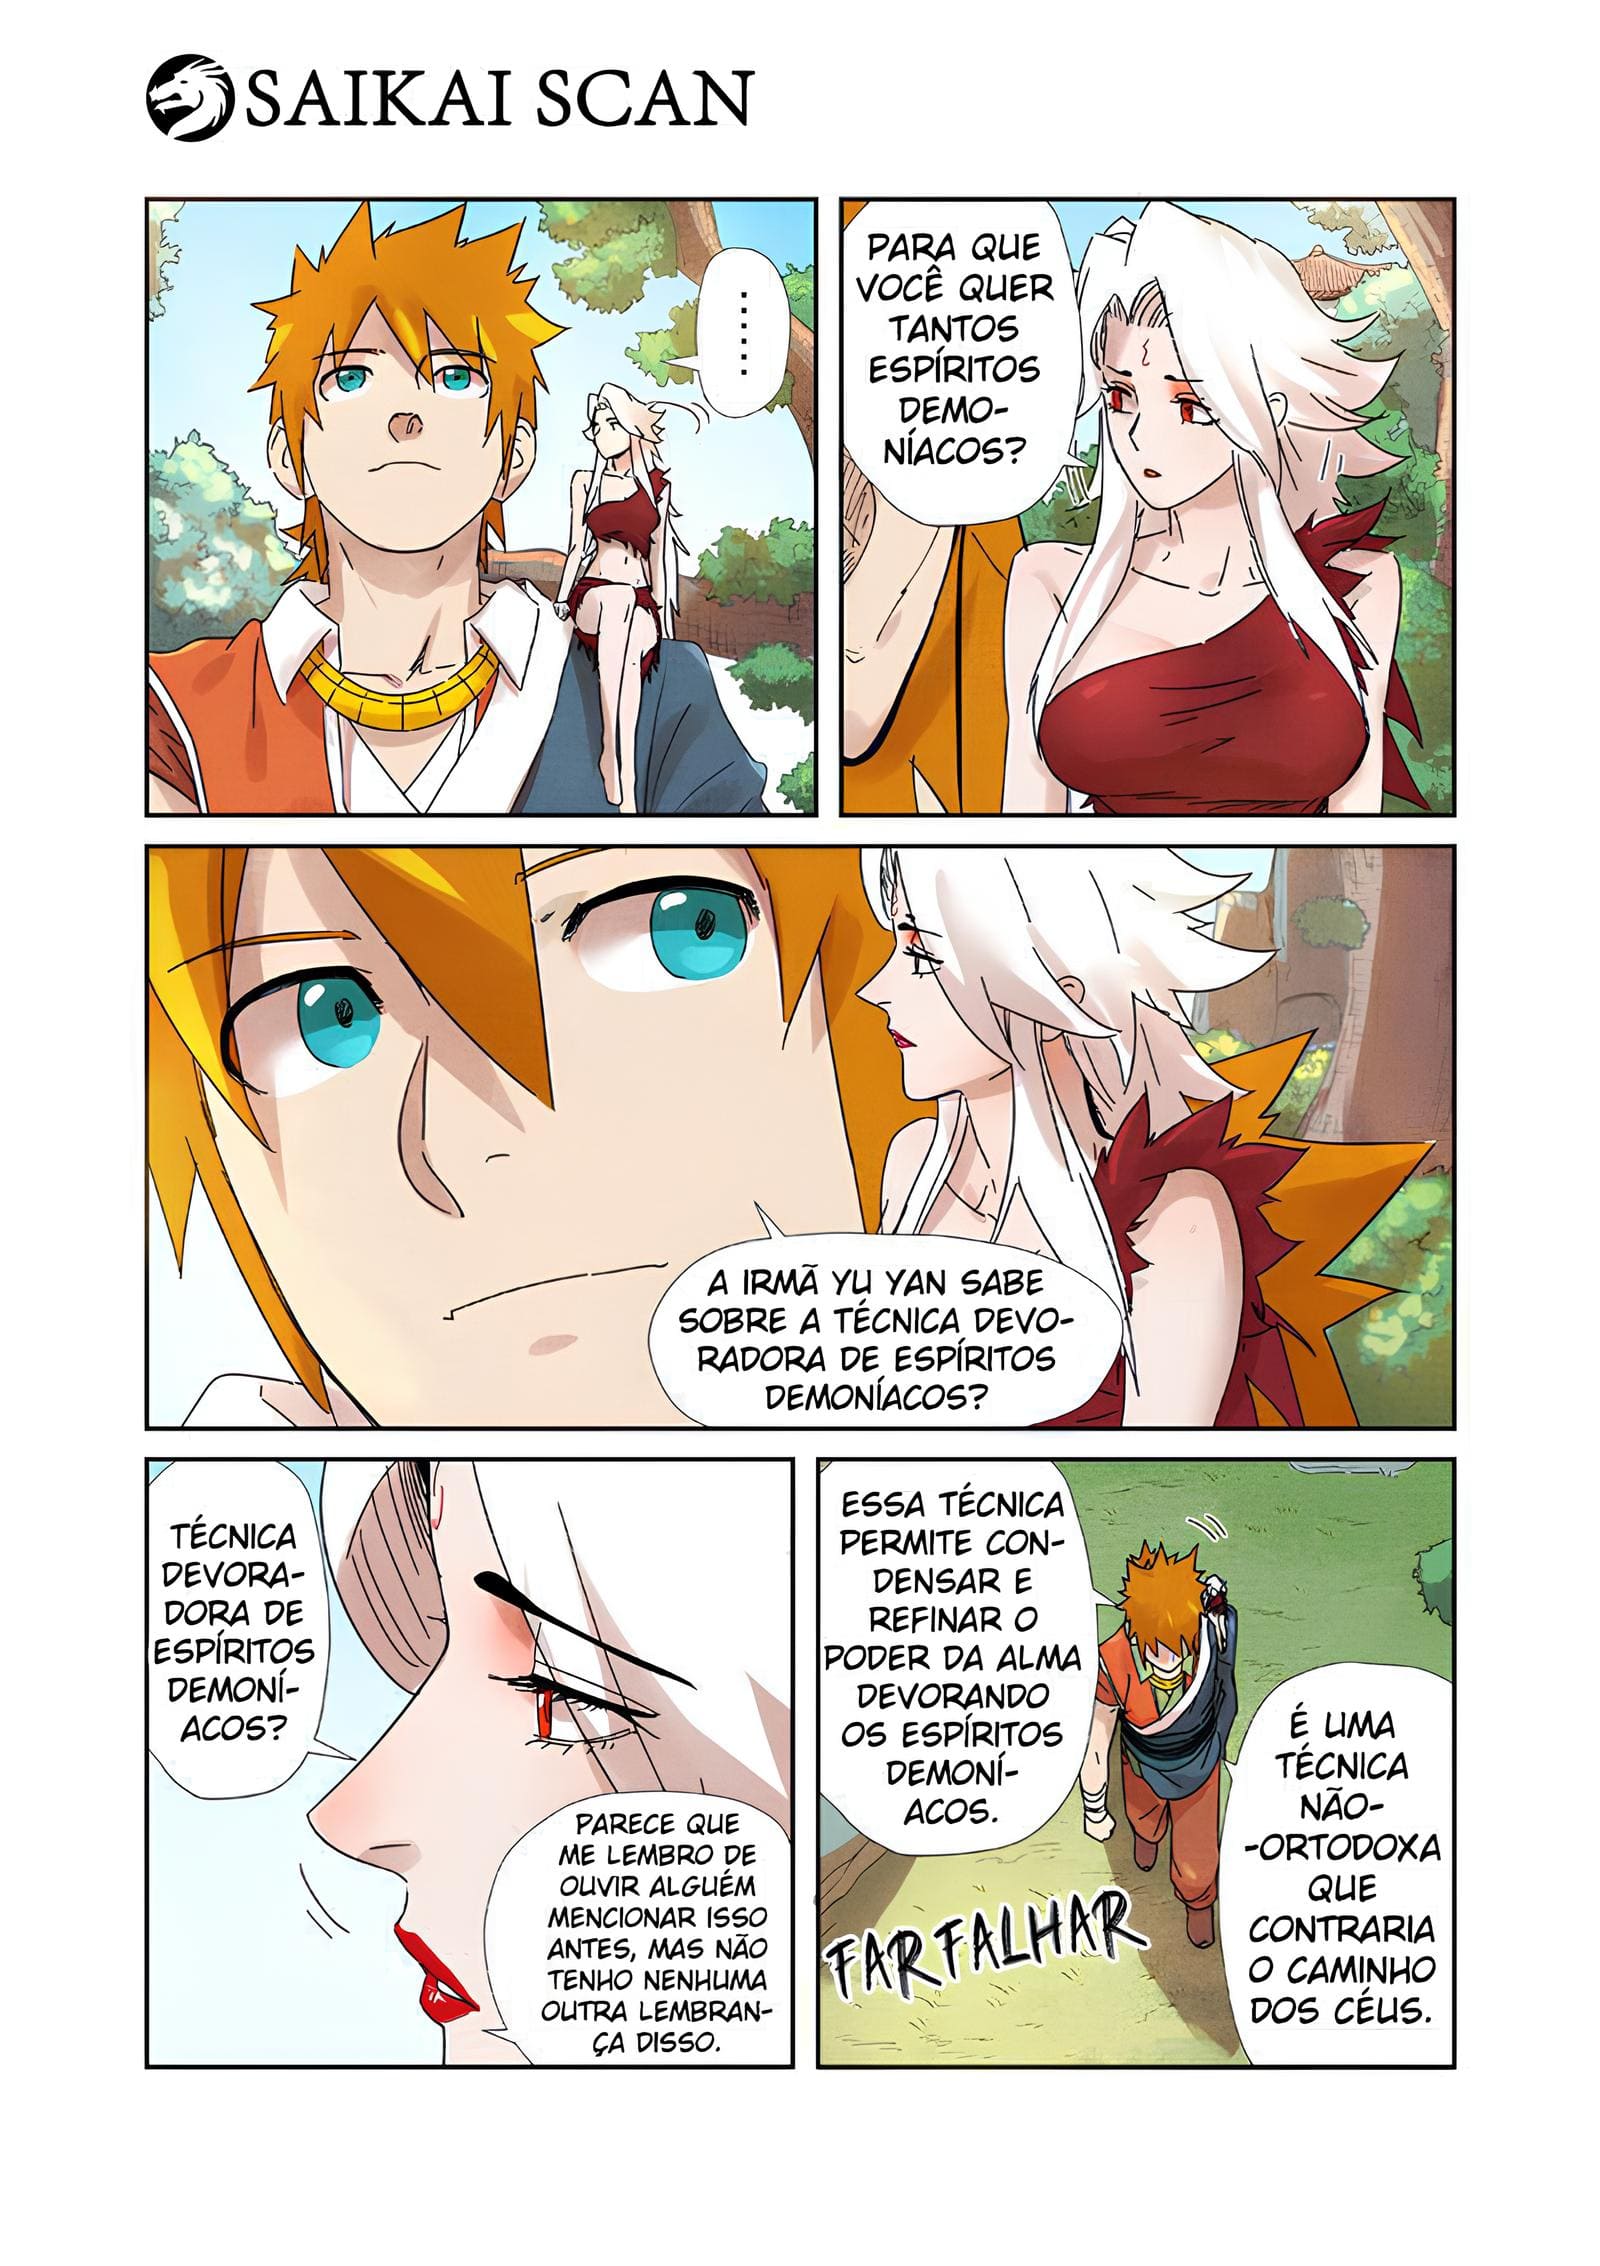 SAIKAI SCAN
......
PARA QUE
VOCÊ QUER
TANTOS
ESPÍRITOS
DEMO-
NÍACOS?
A IRMÃ YU YAN SABE
SOBRE A TÉCNICA DEVO-
RADORA DE ESPÍRITOS
DEMONÍACOS?
TÉCNICA
DEVORA-
DORA DE
ESPÍRITOS
DEMONÍ-
ACOS?
PARECE QUE
ME LEMBRO DE
OUVIR ALGUÉM
MENCIONAR ISSO
ANTES, MAS NÃO
TENHO NENHUMA
OUTRA LEMBRAN-
ÇA DISSO.
ESSA TÉCNICA
PERMITE CON-
DENSAR E
REFINAR O
PODER DA ALMA
DEVORANDO
OS ESPÍRITOS
DEMONÍ-
ACOS.
É UMA
TÉCNICA
NÃO-
-ORTODOXA
QUE
CONTRARIA
O CAMINHO
DOS CÉUS.
FARFALHAR